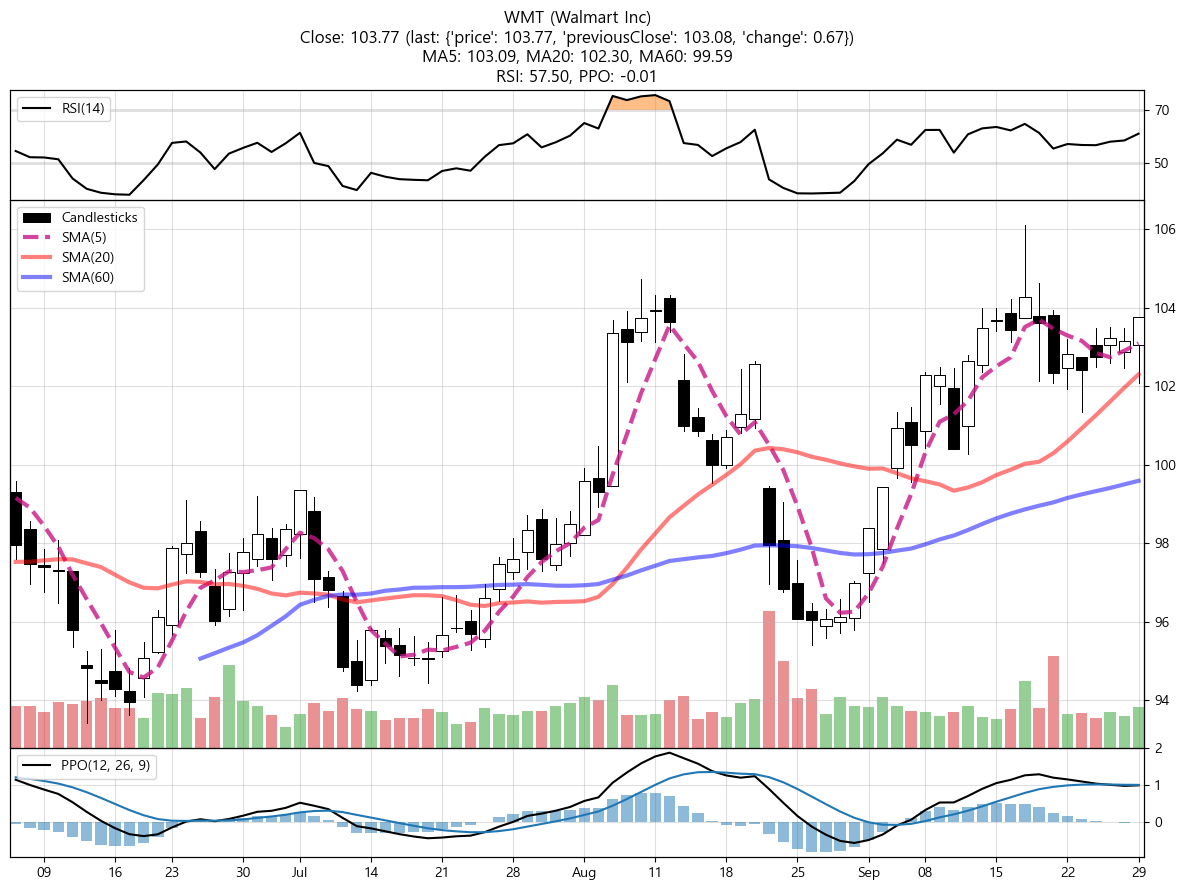 WMT (Walmart Inc)
Close: 103.77 (last: {'price': 103.77, 'previousClose': 103.08, 'change': 0.67})
MA5: 103.09, MA20: 102.30, MA60: 99.59
RSI: 57.50, PPO: -0.01
RSI(14)
70
50
Candlesticks
SMA(5)
SMA(20)
SMA(60)
106
104
102
100
98
96
94
PPO(12, 26, 9)
2
1
0
09 16 23 30 Jul 14 21 28 Aug 11 18 25 Sep 08 15 22 29